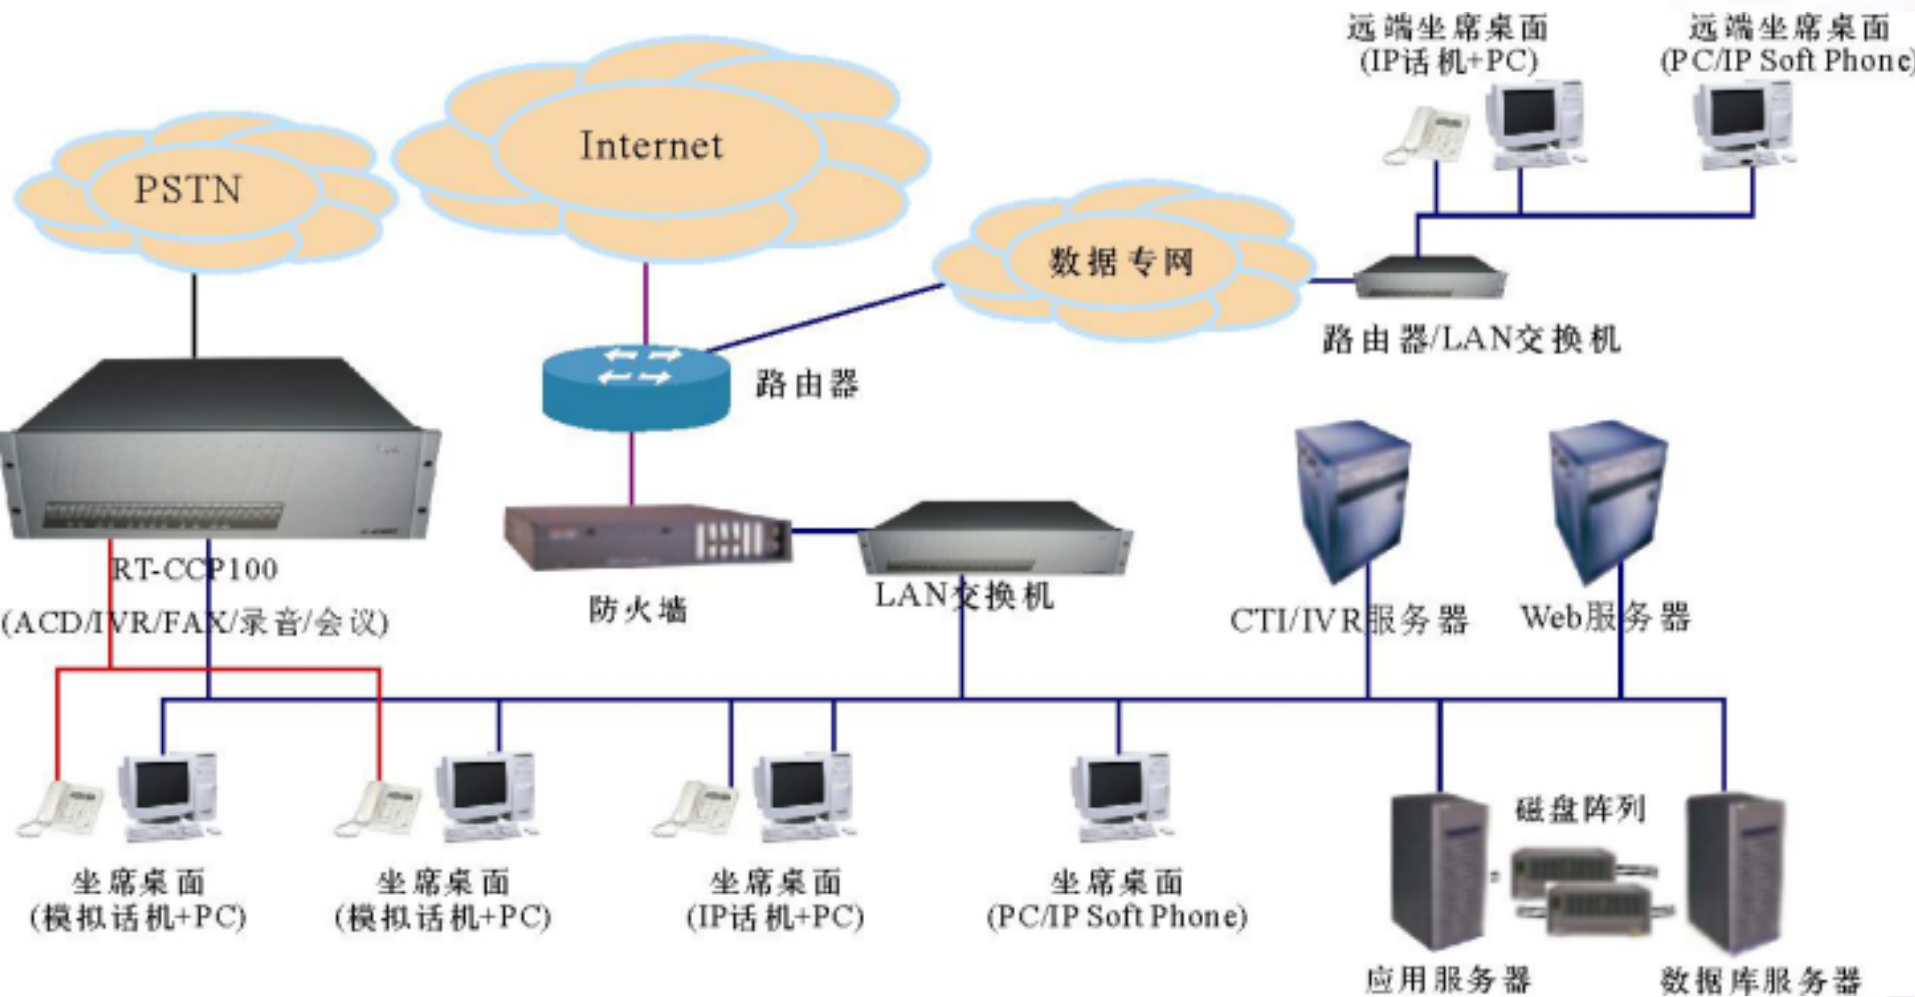 远端坐席桌面
(IP话机+PC)
远端坐席桌面
(PC/IP Soft Phone)
Internet
PSTN
数据专网
路由器/LAN交换机
路由器
RT-CCP100
(ACD/IVR/FAX/录音/会议)
防火墙
LAN交换机
CTI/IVR服务器
Web服务器
坐席桌面
(模拟话机+PC)
坐席桌面
(模拟话机+PC)
坐席桌面
(IP话机+PC)
坐席桌面
(PC/IP Soft Phone)
磁盘阵列
应用服务器
数据库服务器